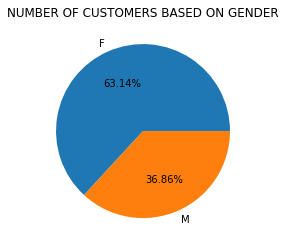 NUMBER OF CUSTOMERS BASED ON GENDER
F
63.14%
36.86%
M